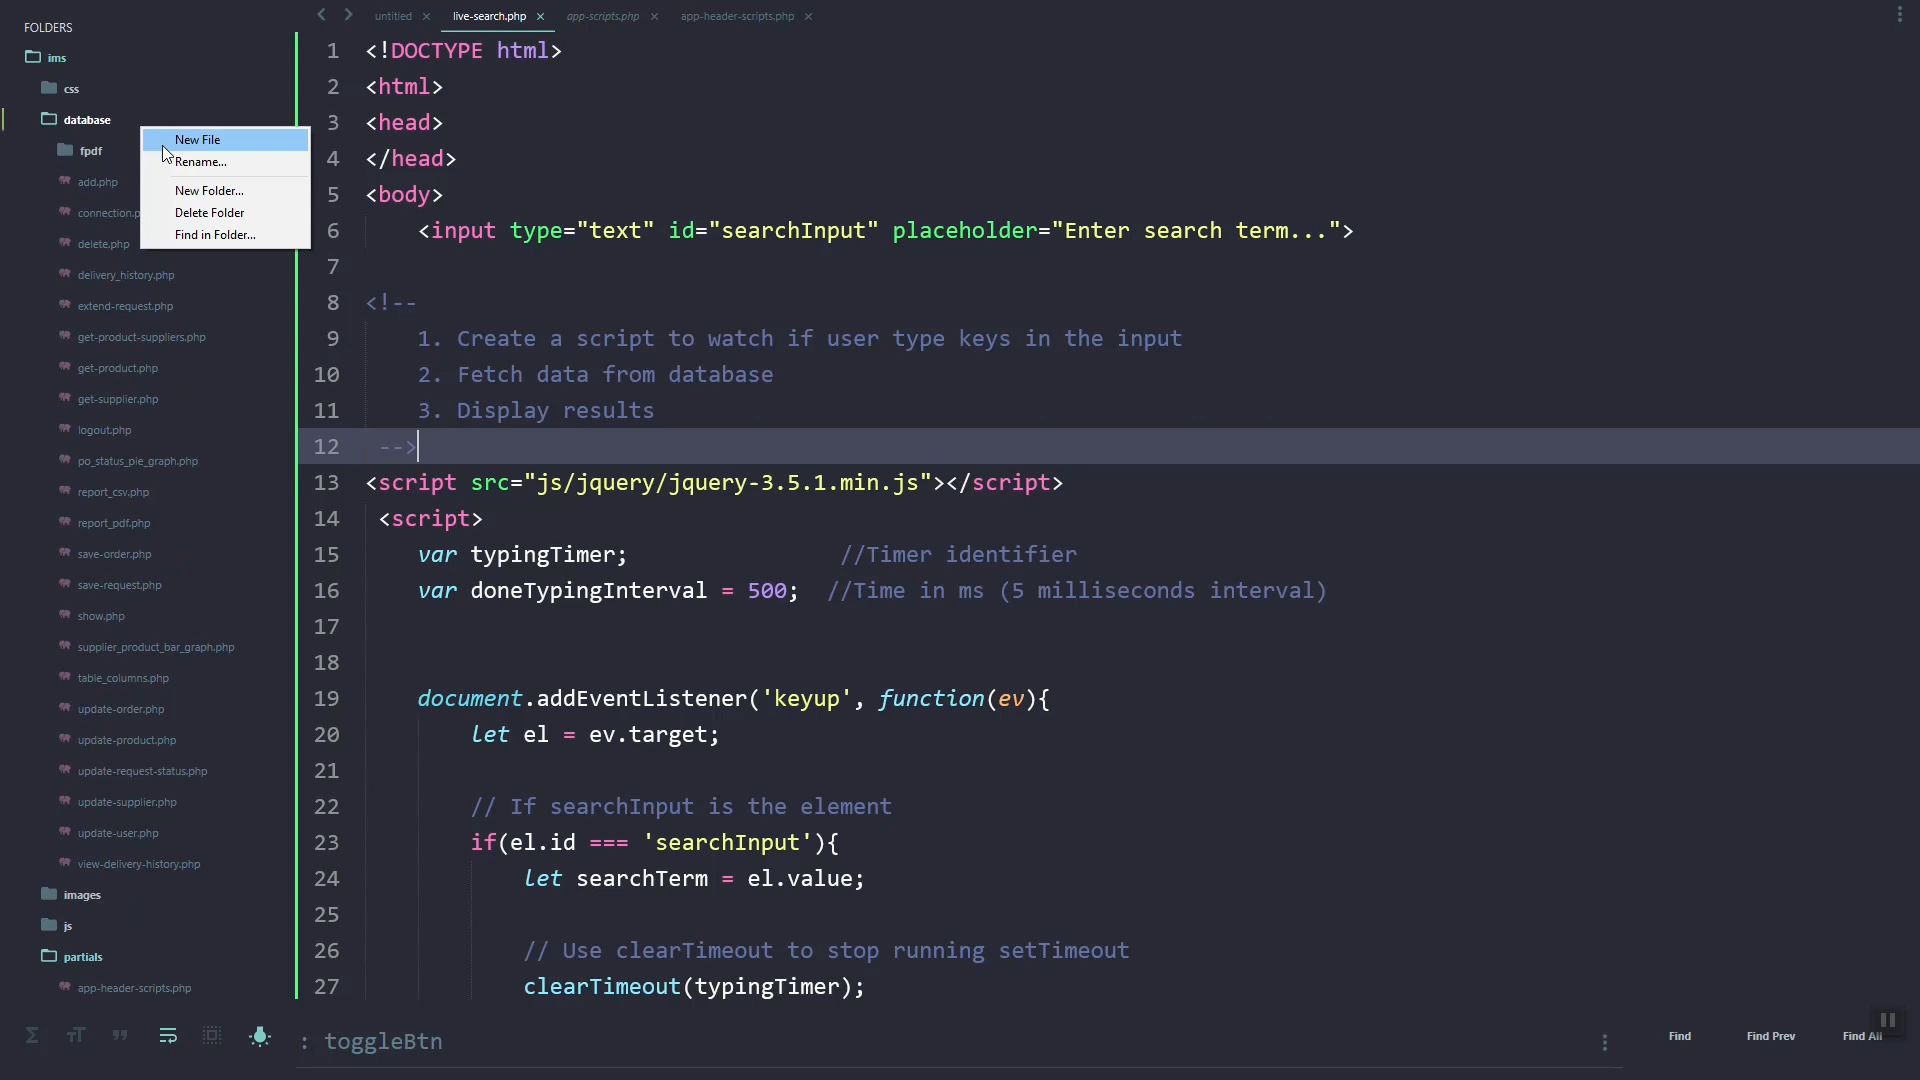 FOLDERS
ims
css
database
fpdf
add.php
connection.p
delete.php
delivery_history.php
extend-request.php
get-product-suppliers.php
get-product.php
get-supplier.php
logout.php
po_status_pie_graph.php
report_csv.php
report_pdf.php
save-order.php
save-request.php
show.php
supplier_product_bar_graph.php
table_columns.php
update-order.php
update-product.php
update-request-status.php
update-supplier.php
update-user.php
view-delivery-history.php
images
js
partials
app-header-scripts.php
New File
Rename...
New Folder...
Delete Folder
Find in Folder...
untitled × live-search.php × app-scripts.php × app-header-scripts.php ×
1 <!DOCTYPE html>
2 <html>
3 <head>
4 </head>
5 <body>
6 <input type="text" id="searchInput" placeholder="Enter search term...">
7
8 <!--
9 1. Create a script to watch if user type keys in the input
10 2. Fetch data from database
11 3. Display results
12 -->
13 <script src="js/jquery/jquery-3.5.1.min.js"></script>
14 <script>
15 var typingTimer; //Timer identifier
16 var doneTypingInterval = 500; //Time in ms (5 milliseconds interval)
17
18
19 document.addEventListener('keyup', function(ev){
20 let el = ev.target;
21
22 // If searchInput is the element
23 if(el.id === 'searchInput'){
24 let searchTerm = el.value;
25
26 // Use clearTimeout to stop running setTimeout
27 clearTimeout(typingTimer);
: toggleBtn
Find Find Prev Find All